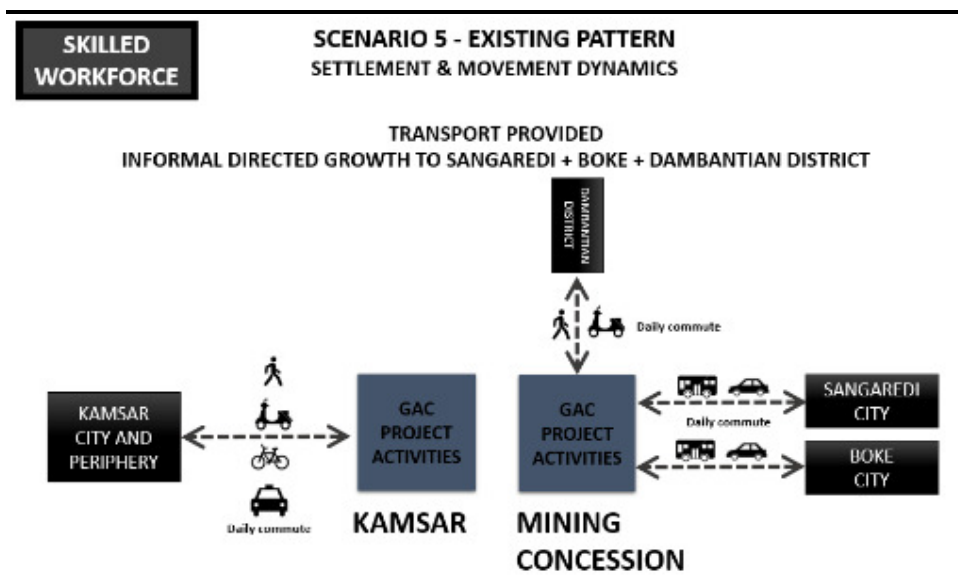 SKILLED
WORKFORCE
SCENARIO 5 - EXISTING PATTERN
SETTLEMENT & MOVEMENT DYNAMICS
TRANSPORT PROVIDED
INFORMAL DIRECTED GROWTH TO SANGAREDI + BOKE + DAMBANTIAN DISTRICT
DAMBANTIAN
DISTRICT
Daily commute
KAMSAR
CITY AND
PERIPHERY
Daily commute
GAC
PROJECT
ACTIVITIES
KAMSAR
GAC
PROJECT
ACTIVITIES
MINING
CONCESSION
Daily commute
SANGAREDI
CITY
BOKE
CITY